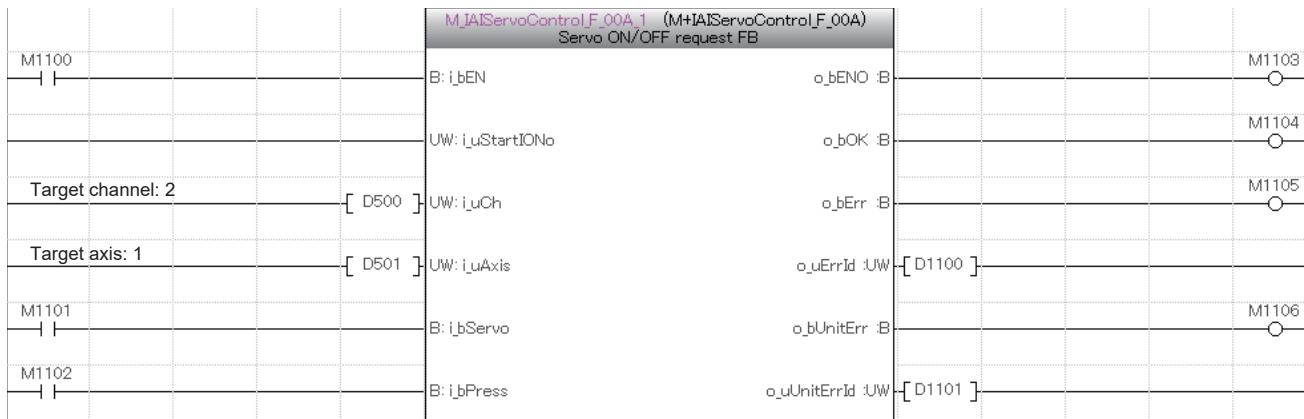 M_IAIServoControl_F_00A_1 (M+IAIServoControl_F_00A)
Servo ON/OFF request FB
M1100 B: i_bEN o_bENO :B M1103
UW: i_uStartIONo o_bOK :B M1104
Target channel: 2 [ D500 ] UW: i_uCh o_bErr :B M1105
Target axis: 1 [ D501 ] UW: i_uAxis o_uErrId :UW [ D1100 ]
M1101 B: i_bServo o_bUnitErr :B M1106
M1102 B: i_bPress o_uUnitErrId :UW [ D1101 ]